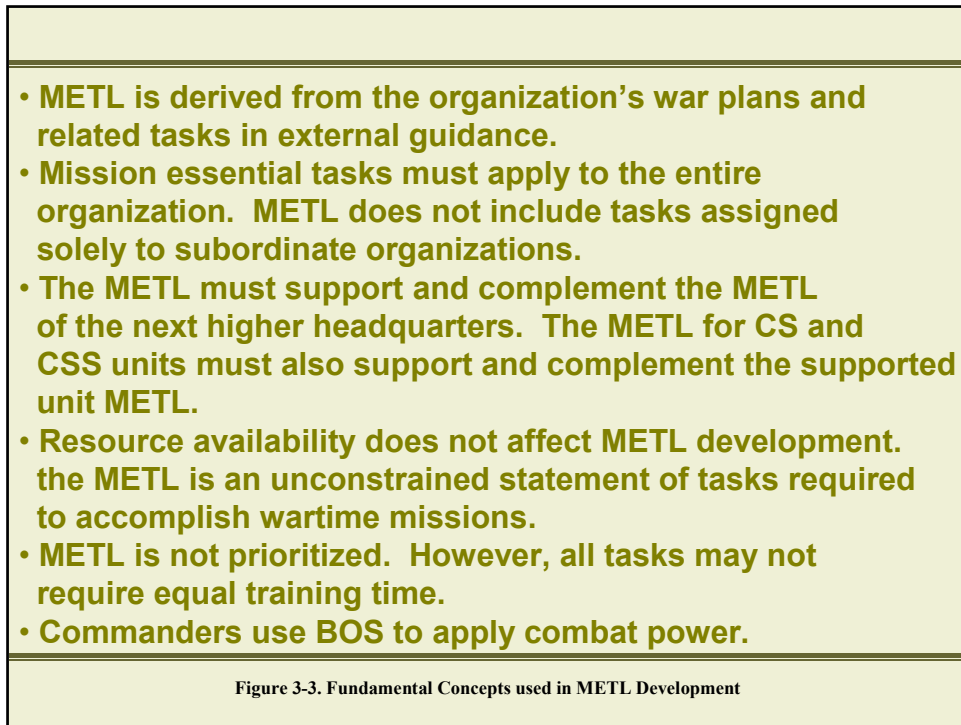 • METL is derived from the organization's war plans and
related tasks in external guidance.
• Mission essential tasks must apply to the entire
organization.  METL does not include tasks assigned
solely to subordinate organizations.
• The METL must support and complement the METL
of the next higher headquarters.  The METL for CS and
CSS units must also support and complement the supported
unit METL.
• Resource availability does not affect METL development.
the METL is an unconstrained statement of tasks required
to accomplish wartime missions.
• METL is not prioritized.  However, all tasks may not
require equal training time.
• Commanders use BOS to apply combat power.
Figure 3-3. Fundamental Concepts used in METL Development